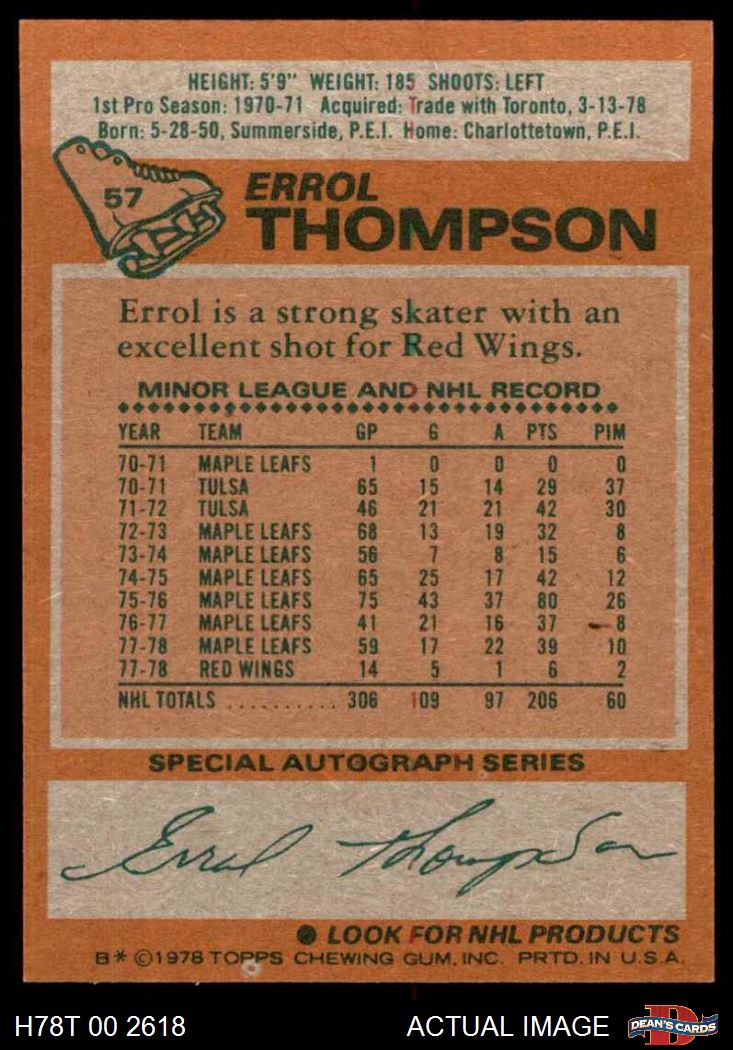 HEIGHT: 5'9" WEIGHT: 185 SHOOTS: LEFT
1st Pro Season: 1970-71 Acquired: Trade with Toronto, 3-13-78
Born: 5-28-50, Summerside, P.E.I. Home: Charlottetown, P.E.I.
57
ERROL
THOMPSON
Errol is a strong skater with an
excellent shot for Red Wings.
MINOR LEAGUE AND NHL RECORD
YEAR TEAM GP G A PTS PIM
70-71 MAPLE LEAFS 1 0 0 0 0
70-71 TULSA 65 15 14 29 37
71-72 TULSA 46 21 21 42 30
72-73 MAPLE LEAFS 68 13 19 32 8
73-74 MAPLE LEAFS 56 7 8 15 6
74-75 MAPLE LEAFS 65 25 17 42 12
75-76 MAPLE LEAFS 75 43 37 80 26
76-77 MAPLE LEAFS 41 21 16 37 8
77-78 MAPLE LEAFS 59 17 22 39 10
77-78 RED WINGS 14 5 1 6 2
NHL TOTALS .......... 306 109 97 206 60
SPECIAL AUTOGRAPH SERIES
Errol Thompson
● LOOK FOR NHL PRODUCTS
B* ©1978 TOPPS CHEWING GUM, INC. PRTD. IN U.S.A.
H78T 00 2618 ACTUAL IMAGE DEAN'S CARDS